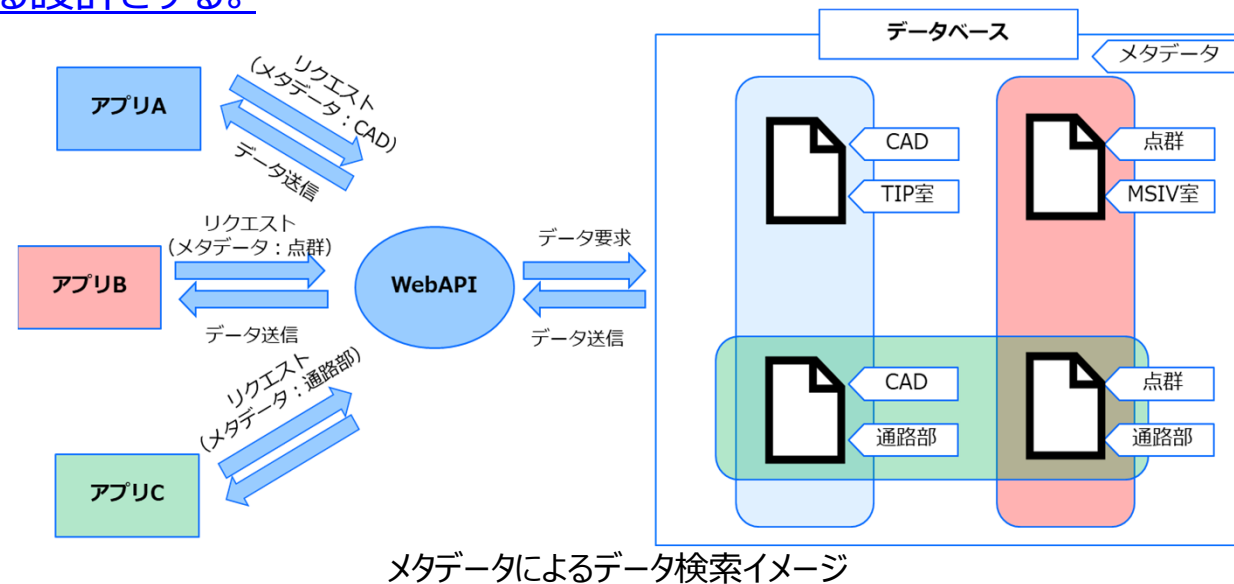 る設計とする。
データベース
メタデータ
アプリA
リクエスト
(メタデータ：CAD)
データ送信
CAD
TIP室
点群
MSIV室
リクエスト
(メタデータ：点群)
アプリB
データ送信
WebAPI
データ要求
データ送信
リクエスト
(メタデータ：通路部)
アプリC
CAD
通路部
点群
通路部
メタデータによるデータ検索イメージ